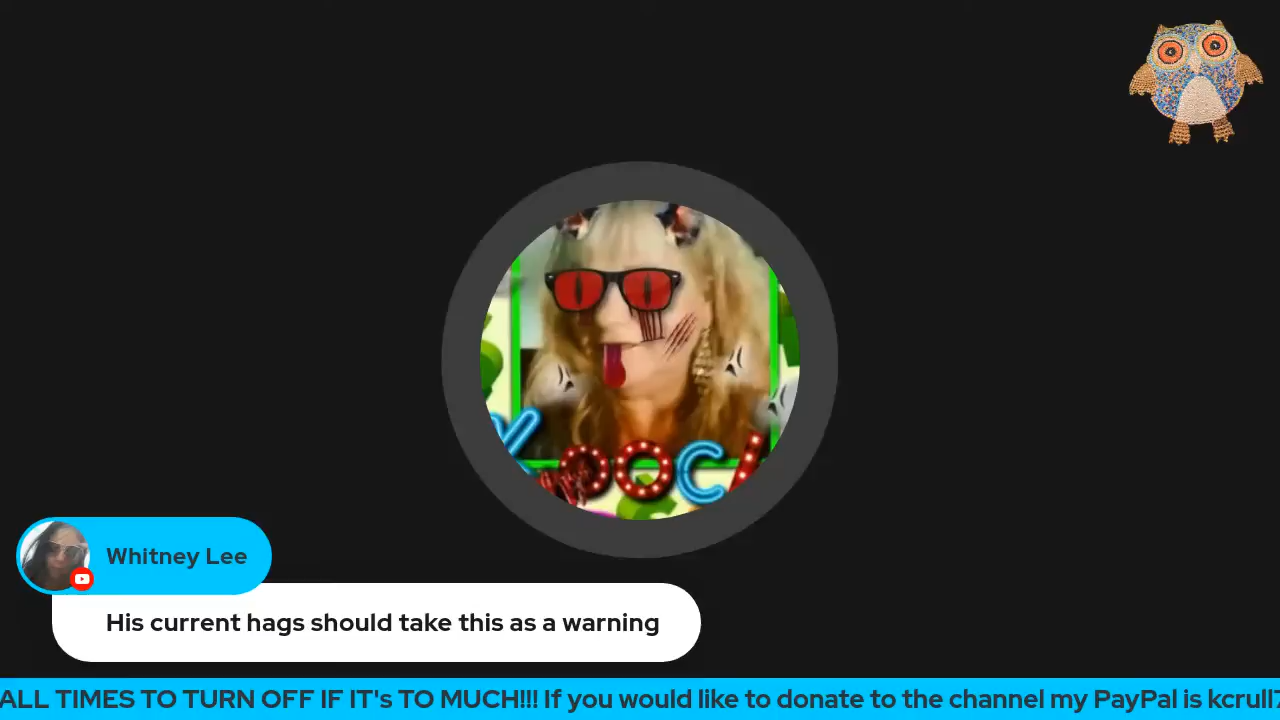 Whitney Lee
His current hags should take this as a warning
ALL TIMES TO TURN OFF IF IT's TO MUCH!!! If you would like to donate to the channel my PayPal is